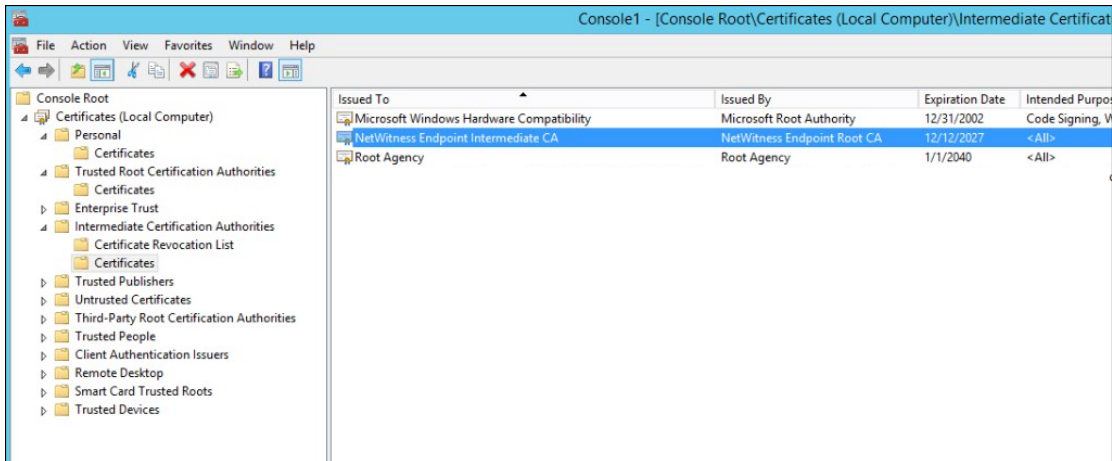 Console1 - [Console Root\Certificates (Local Computer)\Intermediate Certificat
File Action View Favorites Window Help
Console Root
Certificates (Local Computer)
Personal
Certificates
Trusted Root Certification Authorities
Certificates
Enterprise Trust
Intermediate Certification Authorities
Certificate Revocation List
Certificates
Trusted Publishers
Untrusted Certificates
Third-Party Root Certification Authorities
Trusted People
Client Authentication Issuers
Remote Desktop
Smart Card Trusted Roots
Trusted Devices
Issued To Issued By Expiration Date Intended Purpos
Microsoft Windows Hardware Compatibility Microsoft Root Authority 12/31/2002 Code Signing, W
NetWitness Endpoint Intermediate CA NetWitness Endpoint Root CA 12/12/2027 <All>
Root Agency Root Agency 1/1/2040 <All>